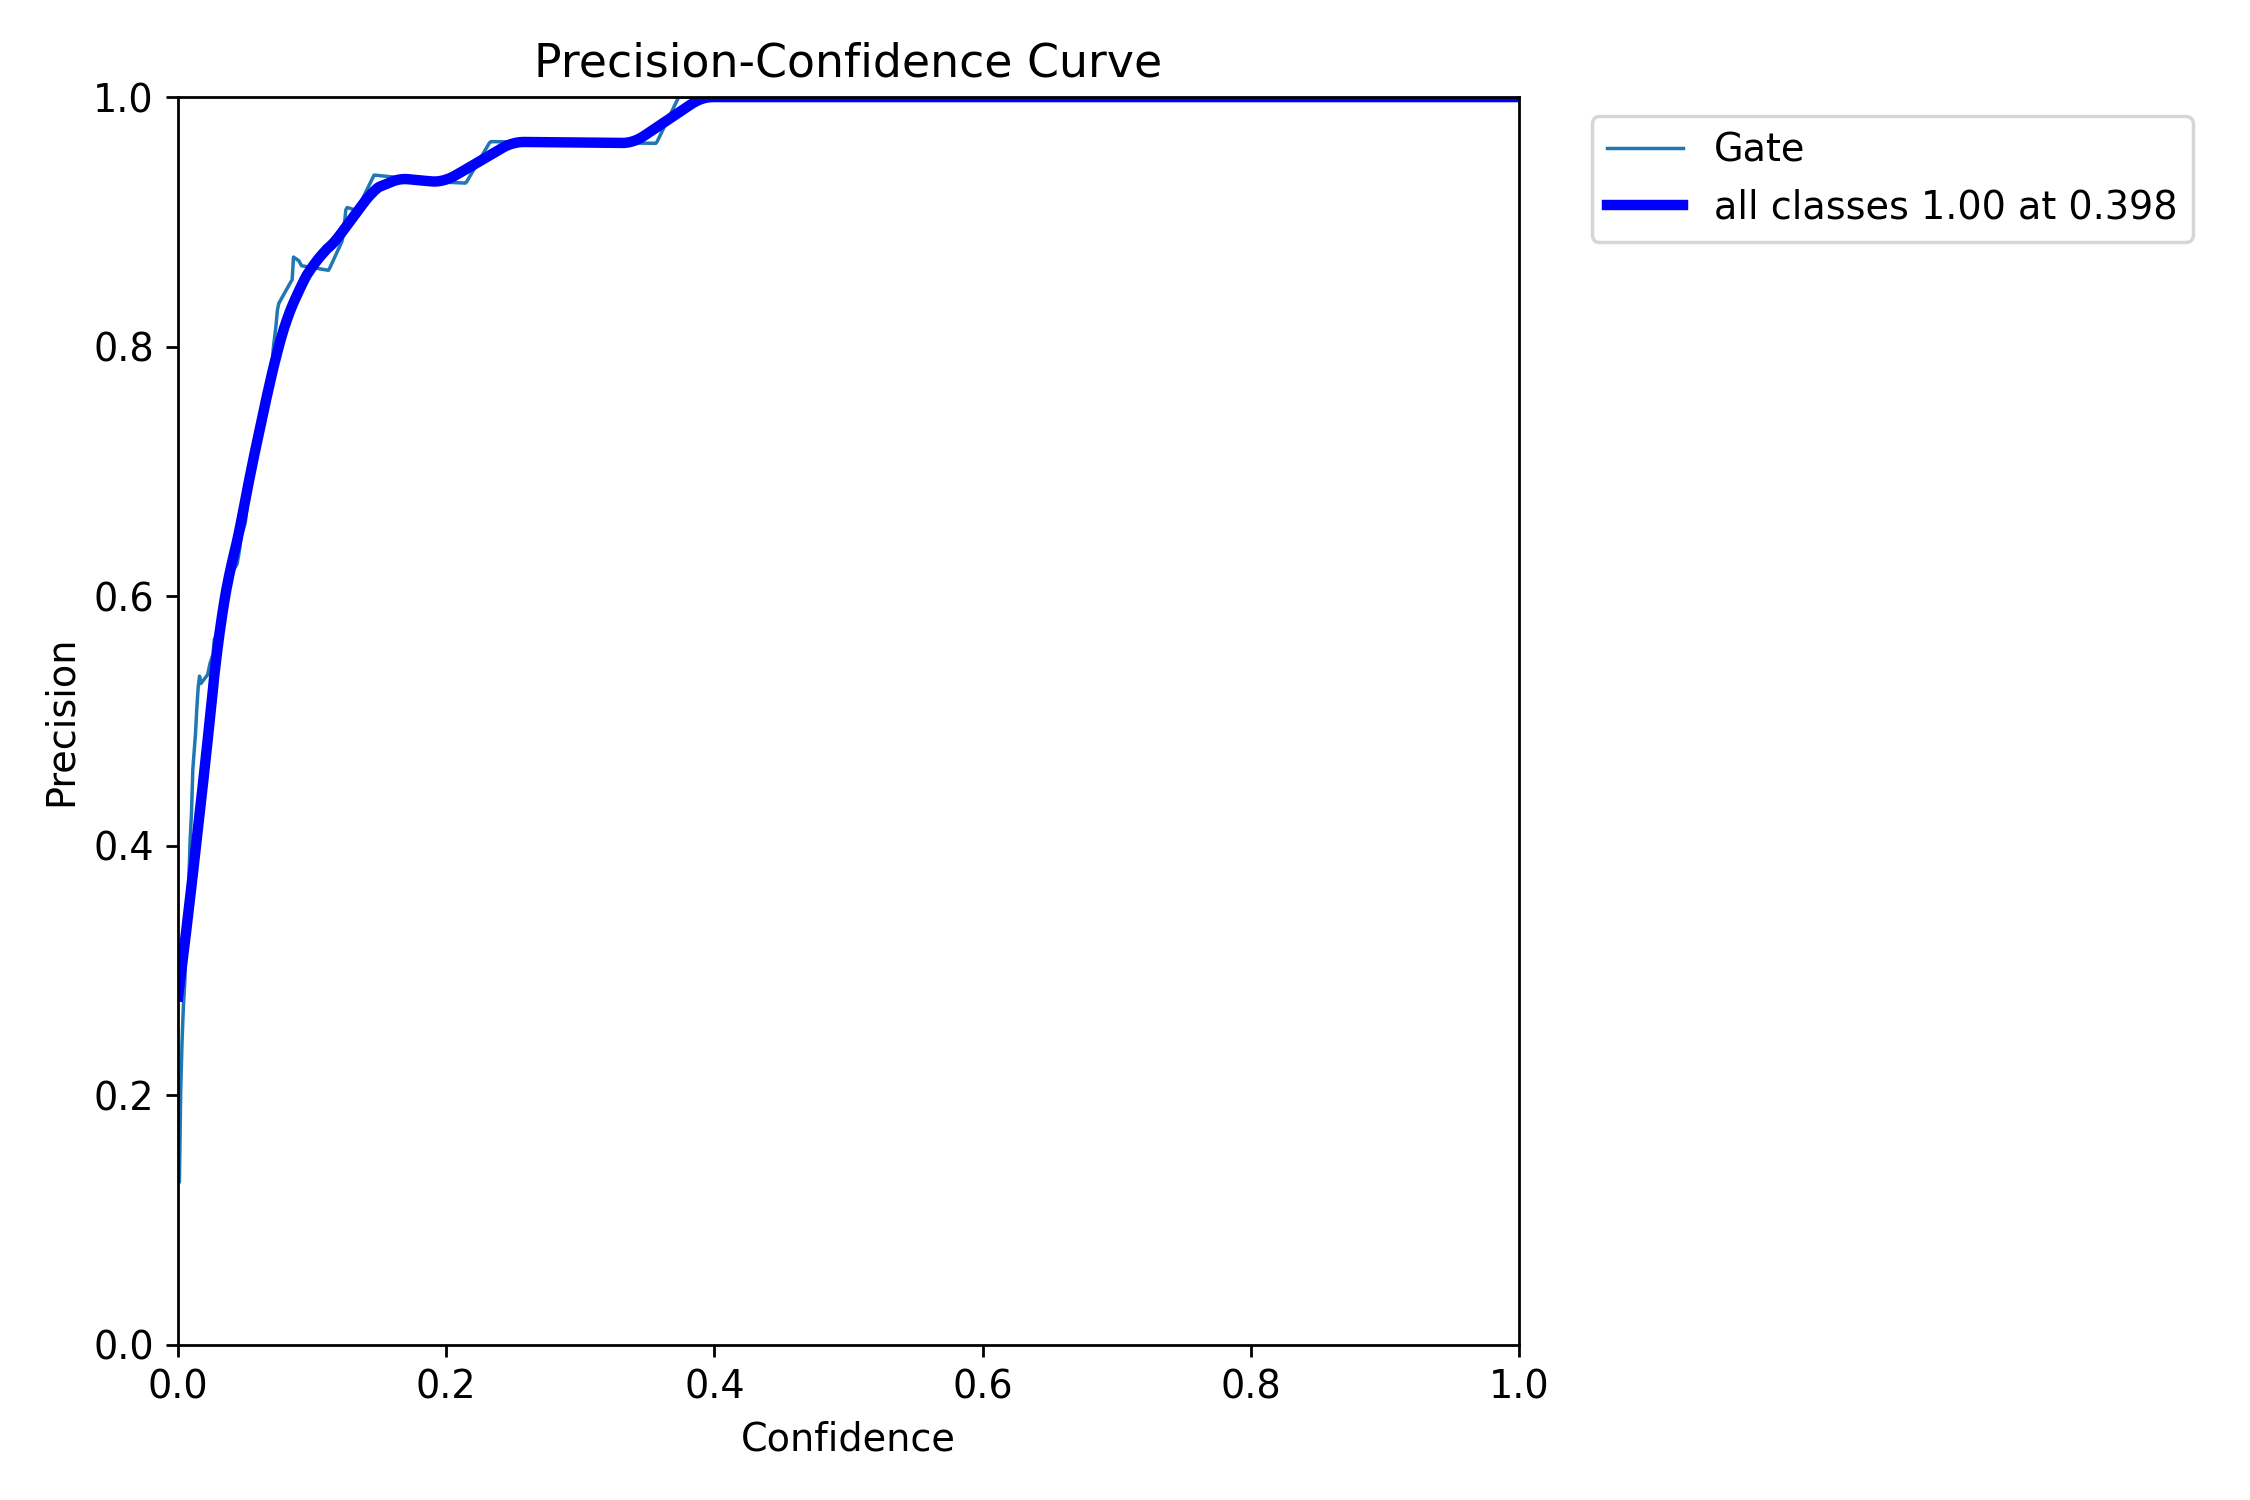 Precision-Confidence Curve
1.0
0.8
0.6
0.4
0.2
0.0
Precision
0.0 0.2 0.4 0.6 0.8 1.0
Confidence
Gate
all classes 1.00 at 0.398